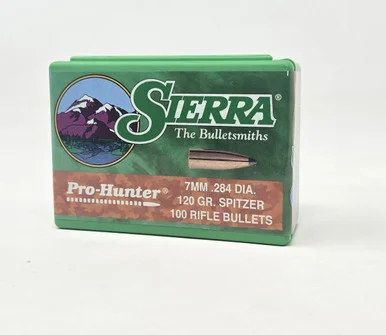 SIERRA®
The Bulletsmiths
Pro-Hunter®
7MM .284 DIA.
120 GR. SPITZER
100 RIFLE BULLETS